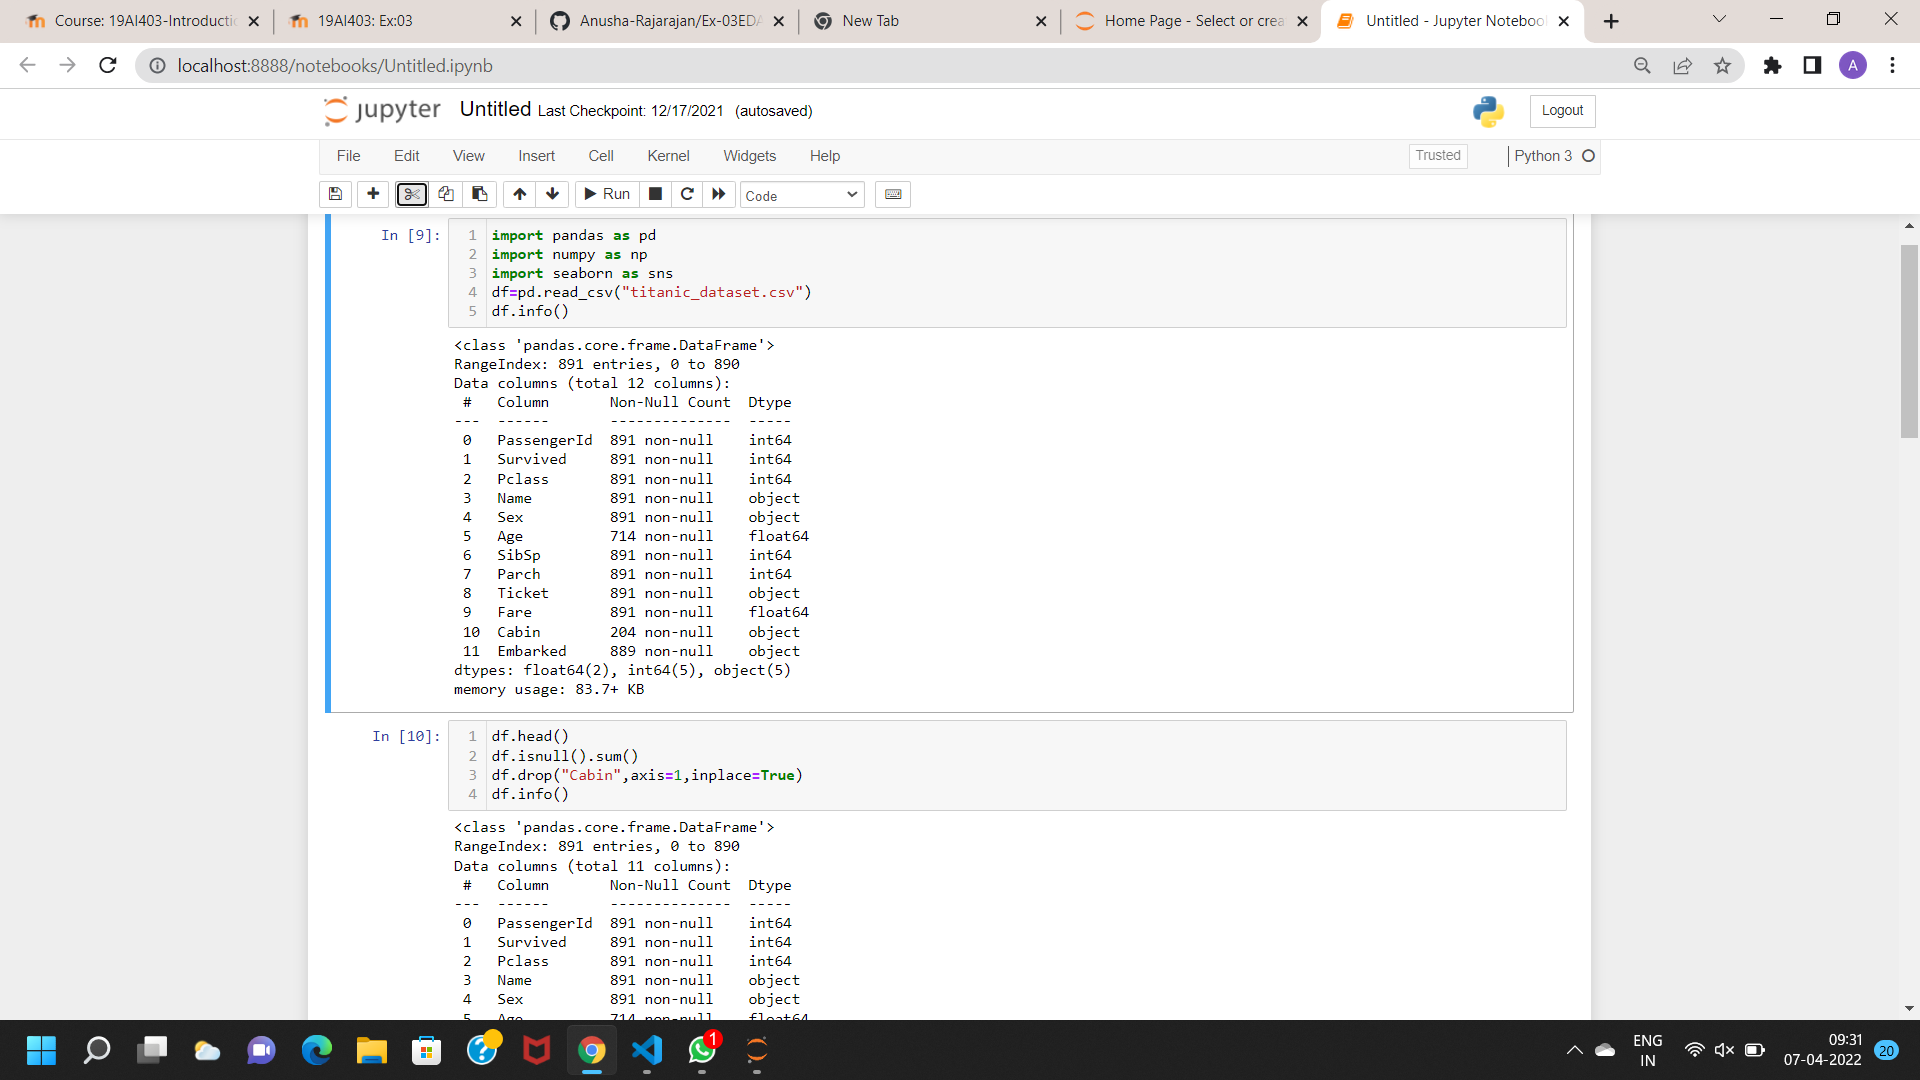 Course: 19AI403-Introducti
19AI403: Ex:03
Anusha-Rajarajan/Ex-03EDA
New Tab
Home Page - Select or crea
Untitled - Jupyter Noteboo
localhost:8888/notebooks/Untitled.ipynb
A
jupyter Untitled Last Checkpoint: 12/17/2021 (autosaved)
Logout
File Edit View Insert Cell Kernel Widgets Help
Trusted
Python 3
Run
Code
In [9]:
1 import pandas as pd
2 import numpy as np
3 import seaborn as sns
4 df=pd.read_csv("titanic_dataset.csv")
5 df.info()
<class 'pandas.core.frame.DataFrame'>
RangeIndex: 891 entries, 0 to 890
Data columns (total 12 columns):
# Column Non-Null Count Dtype
--- ------ -------------- -----
0 PassengerId 891 non-null int64
1 Survived 891 non-null int64
2 Pclass 891 non-null int64
3 Name 891 non-null object
4 Sex 891 non-null object
5 Age 714 non-null float64
6 SibSp 891 non-null int64
7 Parch 891 non-null int64
8 Ticket 891 non-null object
9 Fare 891 non-null float64
10 Cabin 204 non-null object
11 Embarked 889 non-null object
dtypes: float64(2), int64(5), object(5)
memory usage: 83.7+ KB
In [10]:
1 df.head()
2 df.isnull().sum()
3 df.drop("Cabin",axis=1,inplace=True)
4 df.info()
<class 'pandas.core.frame.DataFrame'>
RangeIndex: 891 entries, 0 to 890
Data columns (total 11 columns):
# Column Non-Null Count Dtype
--- ------ -------------- -----
0 PassengerId 891 non-null int64
1 Survived 891 non-null int64
2 Pclass 891 non-null int64
3 Name 891 non-null object
4 Sex 891 non-null object
5 Age 714 non-null float64
1
ENG
IN
09:31
07-04-2022
20